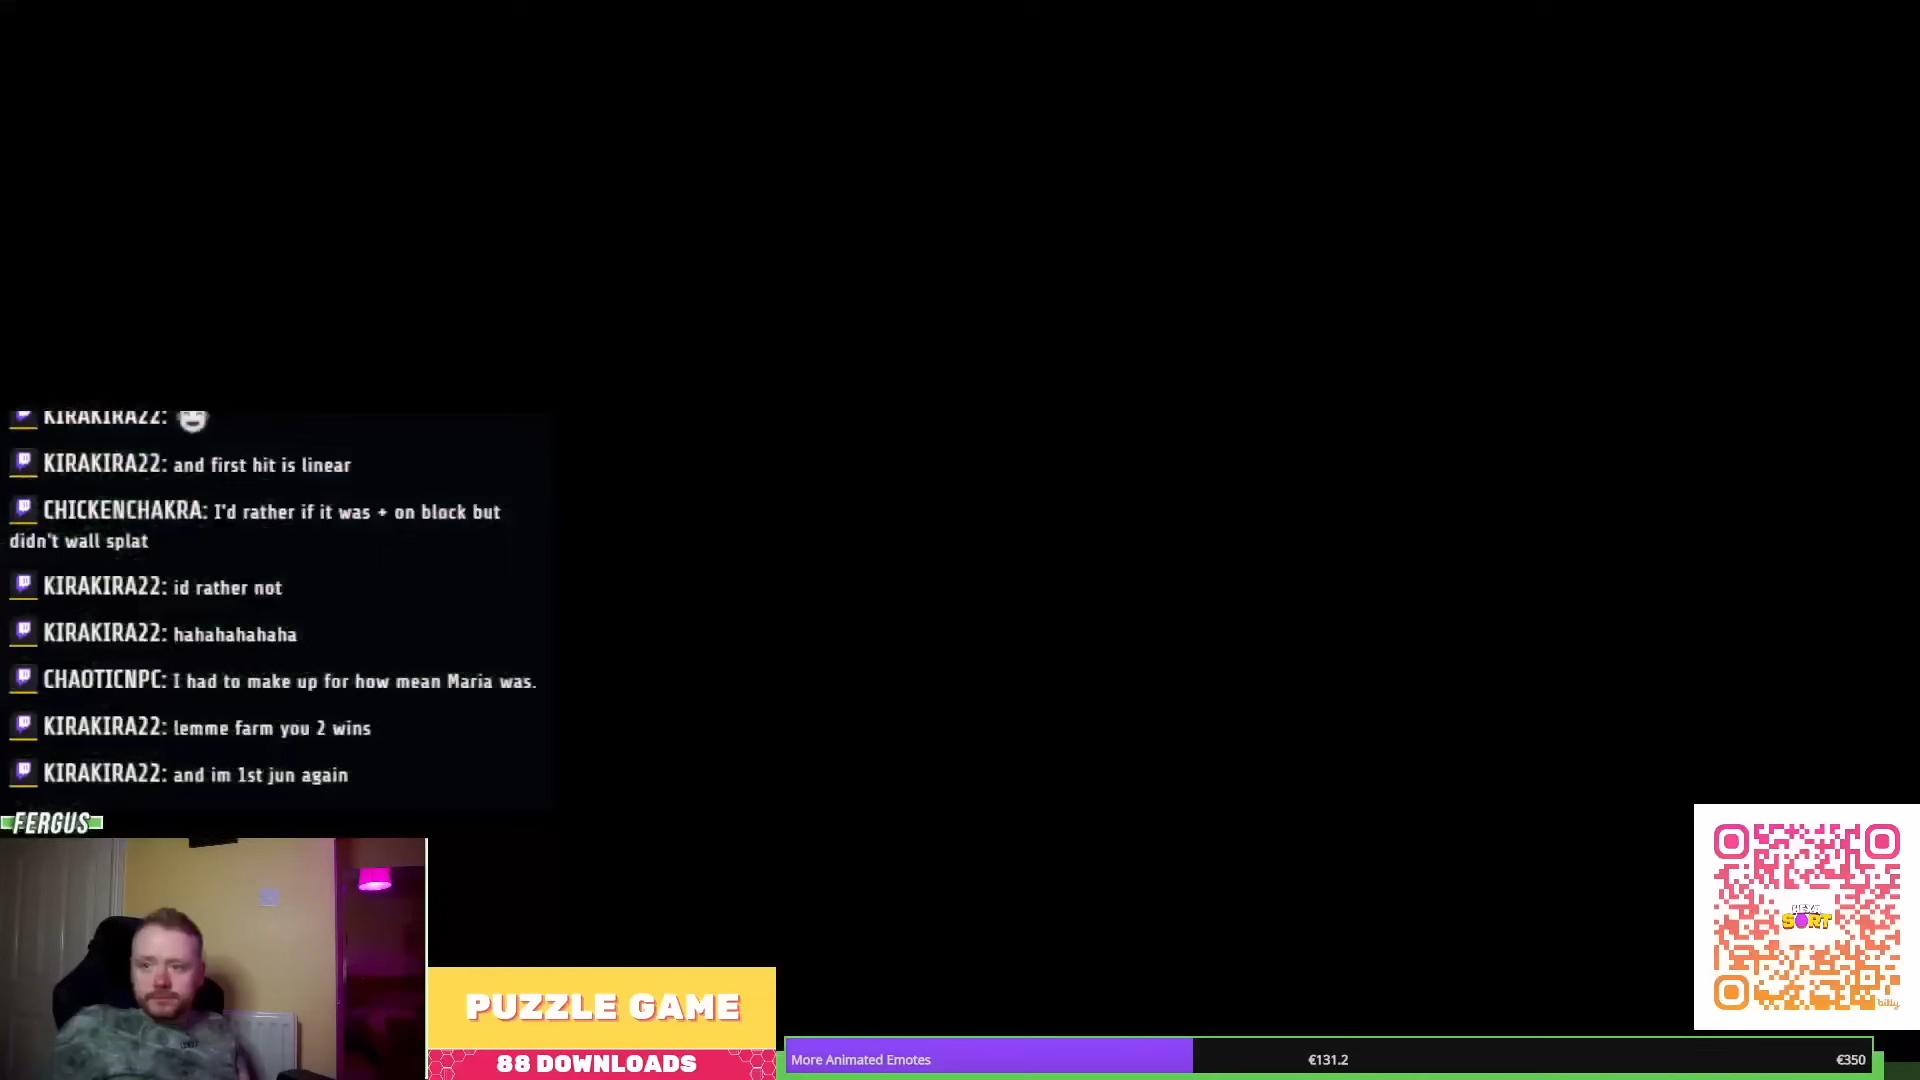 KIRAKIRA22:
KIRAKIRA22: and first hit is linear
CHICKENCHAKRA: I'd rather if it was + on block but
didn't wall splat
KIRAKIRA22: id rather not
KIRAKIRA22: hahahahahaha
CHAOTICNPC: I had to make up for how mean Maria was.
KIRAKIRA22: lemme farm you 2 wins
KIRAKIRA22: and im 1st jun again
FERGUS
HEXA
SORT
bitly
PUZZLE GAME
88 DOWNLOADS
More Animated Emotes €131.2 €350